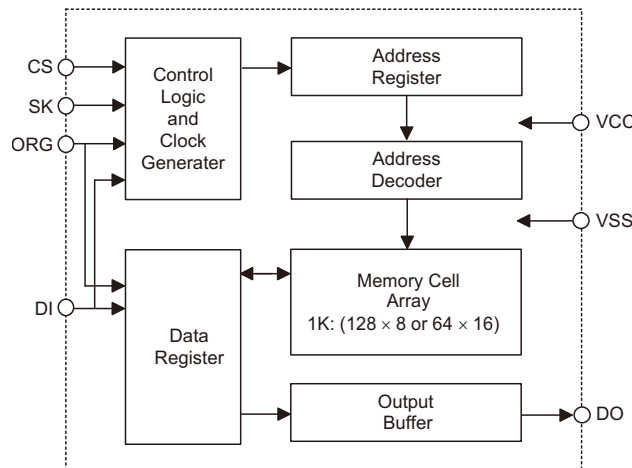 CS
SK
ORG
DI
Control
Logic
and
Clock
Generater
Address
Register
Address
Decoder
VCC
VSS
Data
Register
Memory Cell
Array
1K: (128 × 8 or 64 × 16)
Output
Buffer
DO